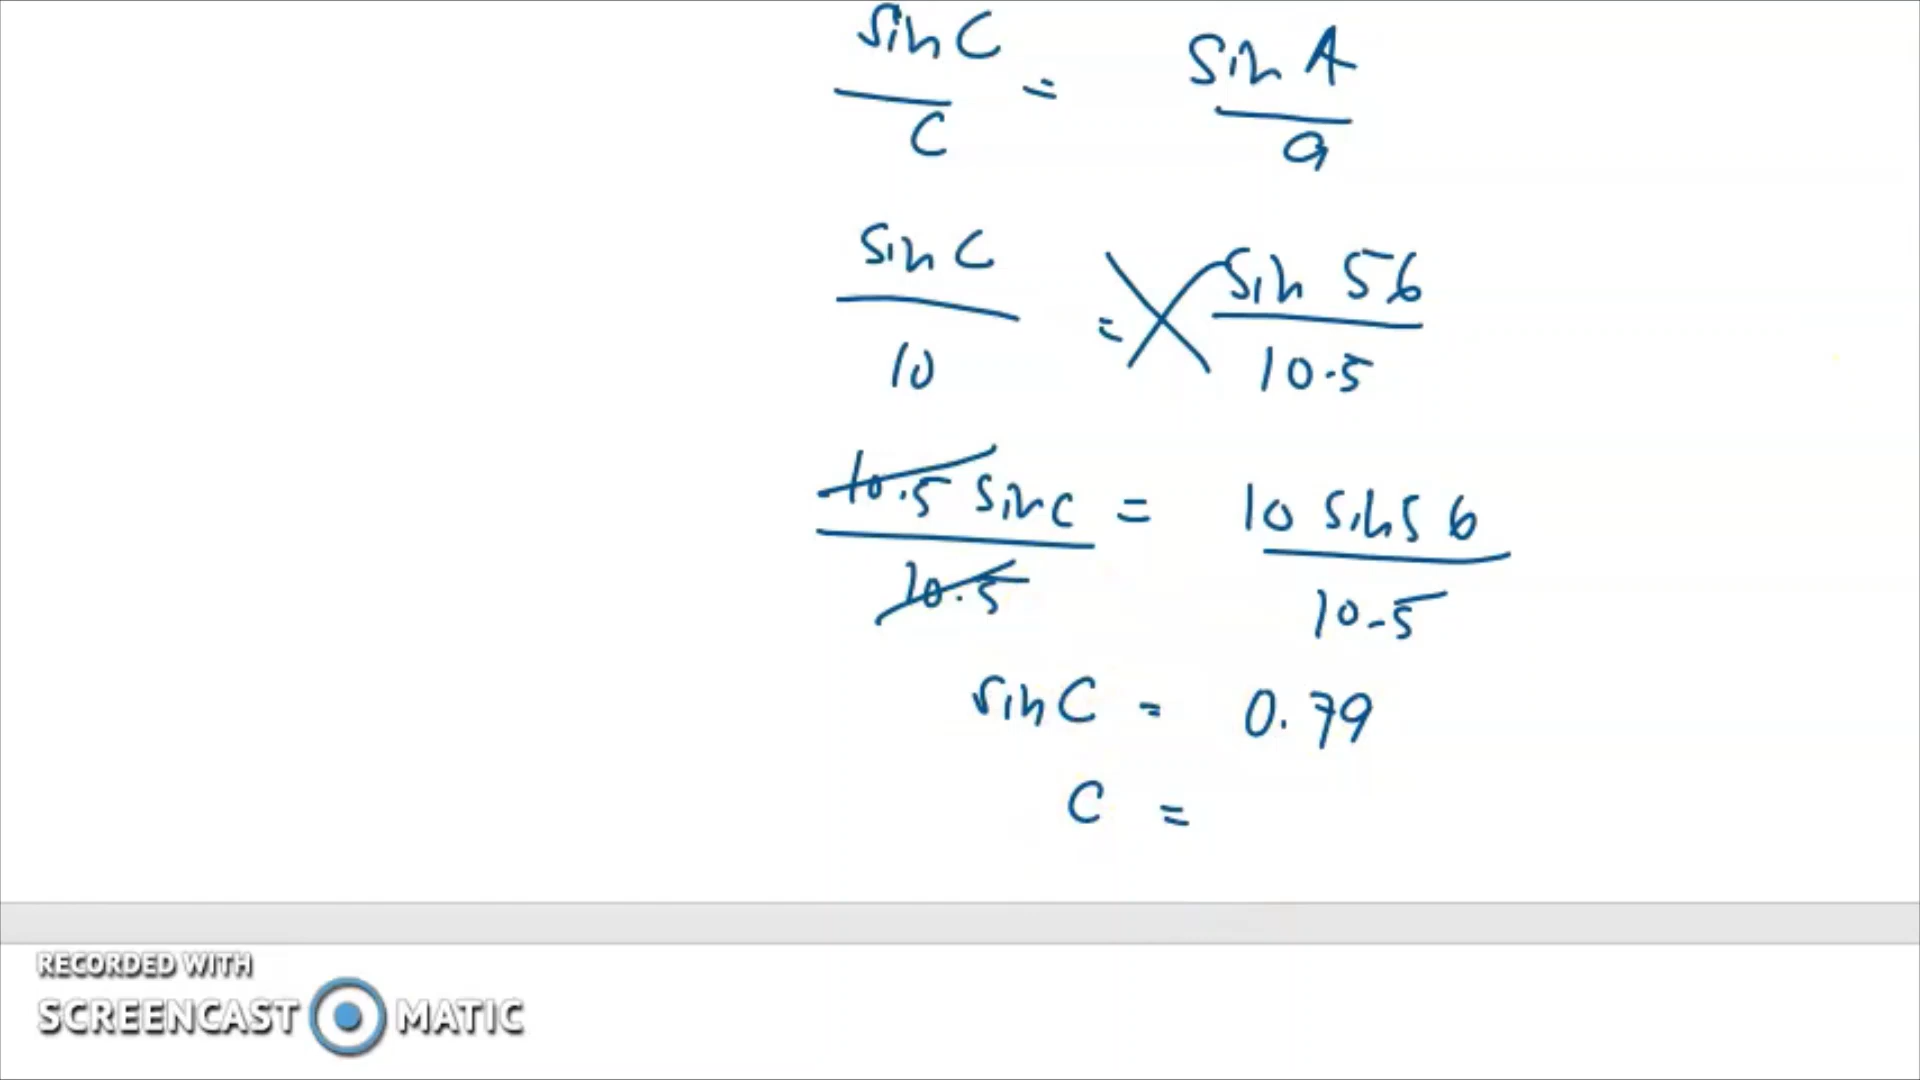 sin C / C = sin A / a
sin C / 10 = sin 56 / 10.5
10.5 sin C / 10.5 = 10 sin 56 / 10.5
sin C = 0.79
C =
RECORDED WITH
SCREENCAST MATIC